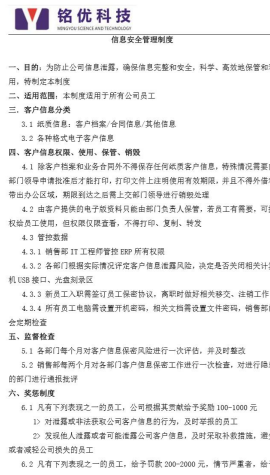 铭优科技
MINGYOU SCIENCE AND TECHNOLOGY
信息安全管理制度
一、目的：为防止公司信息泄露，确保信息完整和安全，科学、高效地保管和
用，特制定本制度
二、适用范围：本制度适用于所有公司员工
三、客户信息分类
3.1 纸质信息：客户档案/合同信息/其他信息
3.2 各种格式电子客户信息
四、客户信息权限、使用、保管、销毁
4.1 除客户档案和业务合同外不得保存任何纸质客户信息，特殊情况需要
部门领导申请批准后才能打印，打印文件上注明使用有效期限，并且不得外借
带出办公区域，期限到达之后需上交部门领导进行销毁处理
4.2 由客户提供的电子版资料只能由部门负责人保管，若员工有需要，可
权给员工使用，但权限仅限查看，不得打印、复制、转发
4.3 管控数据
4.3.1 销售部 IT 工程师管控 ERP 所有权限
4.3.2 各部门根据实际情况评定客户信息泄露风险，决定是否关闭相关计
机 USB 接口、光盘刻录区
4.3.3 新员工入职需签订员工保密协议，离职时做好相关移交、注销工作
4.3.4 所有员工电脑需设置开机密码，相关文档需设置文件密码，销售部
会定期检查
五、监督检查
5.1 各部门每个月对客户信息保密风险进行一次评估，并及时整改
5.2 销售部每两个月对各部门客户信息保密工作进行一次检查，对进行
的部门进行通报批评
六、奖惩制度
6.1 凡有下列表现之一的员工，公司根据其贡献给予奖励 100-1000 元
1）对泄露或非法获取公司客户信息的行为，及时举报的员工
2）发现他人泄露或者可能泄露公司客户信息，及时采取补救措施，避
或者减轻公司损失的员工
6.2 凡有下列表现之一的员工，给予罚款 200-2000 元，情节严重者，给